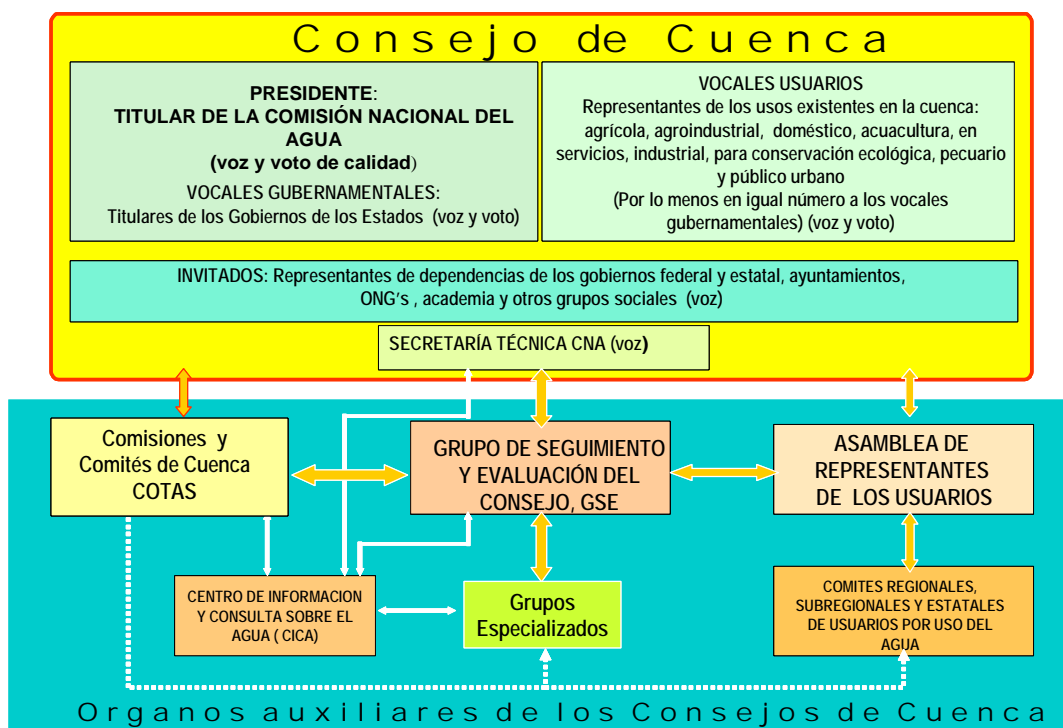 Consejo de Cuenca
PRESIDENTE:
TITULAR DE LA COMISIÓN NACIONAL DEL
AGUA
(voz y voto de calidad)
VOCALES GUBERNAMENTALES:
Titulares de los Gobiernos de los Estados (voz y voto)
VOCALES USUARIOS
Representantes de los usos existentes en la cuenca:
agrícola, agroindustrial, doméstico, acuacultura, en
servicios, industrial, para conservación ecológica, pecuario
y público urbano
(Por lo menos en igual número a los vocales
gubernamentales) (voz y voto)
INVITADOS: Representantes de dependencias de los gobiernos federal y estatal, ayuntamientos,
ONG's , academia y otros grupos sociales (voz)
SECRETARÍA TÉCNICA CNA (voz)
Comisiones y
Comités de Cuenca
COTAS
GRUPO DE SEGUIMIENTO
Y EVALUACIÓN DEL
CONSEJO, GSE
ASAMBLEA DE
REPRESENTANTES
DE LOS USUARIOS
CENTRO DE INFORMACION
Y CONSULTA SOBRE EL
AGUA ( CICA)
Grupos
Especializados
COMITES REGIONALES,
SUBREGIONALES Y ESTATALES
DE USUARIOS POR USO DEL
AGUA
Organos auxiliares de los Consejos de Cuenca